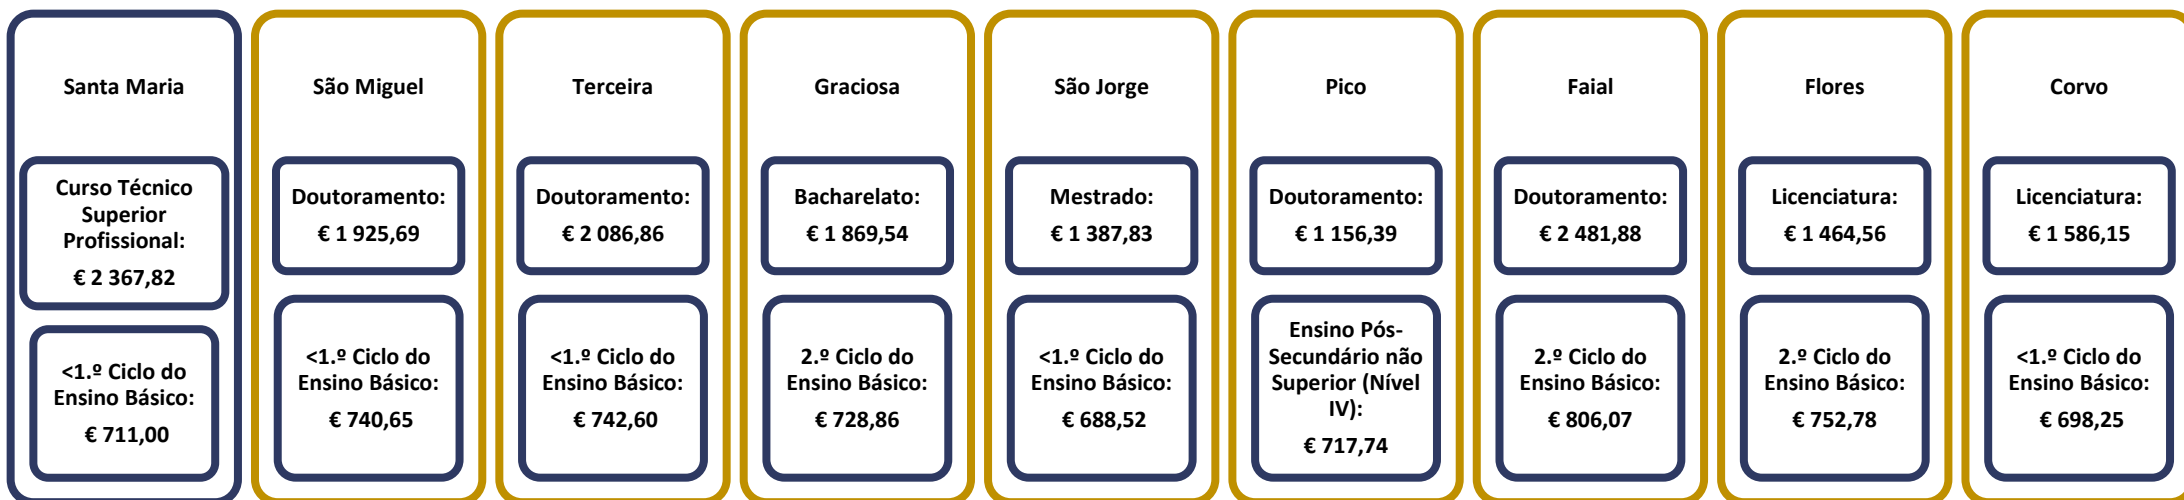 Santa Maria
Curso Técnico
Superior
Profissional:
€ 2 367,82
<1.º Ciclo do
Ensino Básico:
€ 711,00
São Miguel
Doutoramento:
€ 1 925,69
<1.º Ciclo do
Ensino Básico:
€ 740,65
Terceira
Doutoramento:
€ 2 086,86
<1.º Ciclo do
Ensino Básico:
€ 742,60
Graciosa
Bacharelato:
€ 1 869,54
2.º Ciclo do
Ensino Básico:
€ 728,86
São Jorge
Mestrado:
€ 1 387,83
<1.º Ciclo do
Ensino Básico:
€ 688,52
Pico
Doutoramento:
€ 1 156,39
Ensino Pós-
Secundário não
Superior (Nível
IV):
€ 717,74
Faial
Doutoramento:
€ 2 481,88
2.º Ciclo do
Ensino Básico:
€ 806,07
Flores
Licenciatura:
€ 1 464,56
2.º Ciclo do
Ensino Básico:
€ 752,78
Corvo
Licenciatura:
€ 1 586,15
<1.º Ciclo do
Ensino Básico:
€ 698,25